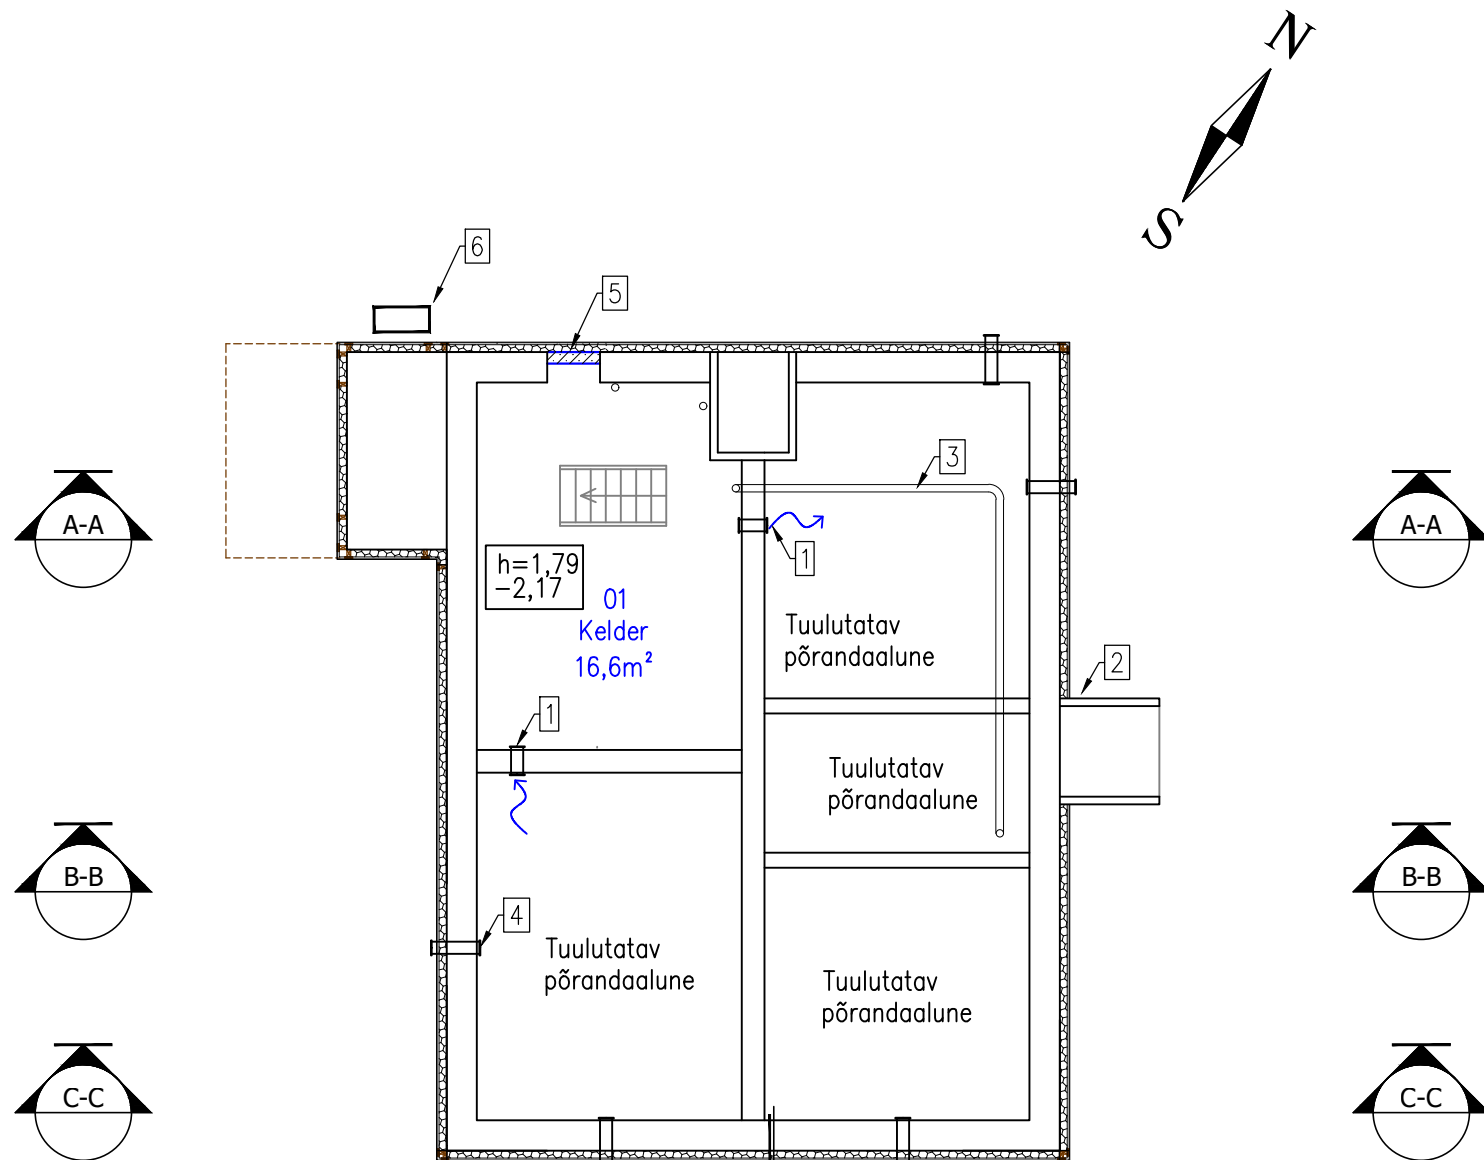 N
S
6
5
3
A-A
A-A
1
h=1,79
-2,17
01
Kelder
16,6m²
Tuulutatav
põrandaalune
2
1
Tuulutatav
põrandaalune
B-B
B-B
4
Tuulutatav
põrandaalune
Tuulutatav
põrandaalune
C-C
C-C